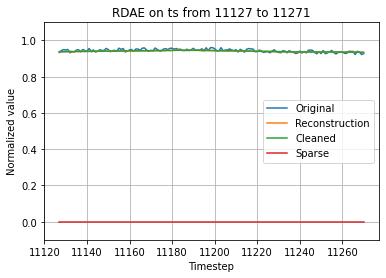 RDAE on ts from 11127 to 11271
1.0
0.8
0.6
0.4
0.2
0.0
Normalized value
Original
Reconstruction
Cleaned
Sparse
11120 11140 11160 11180 11200 11220 11240 11260
Timestep